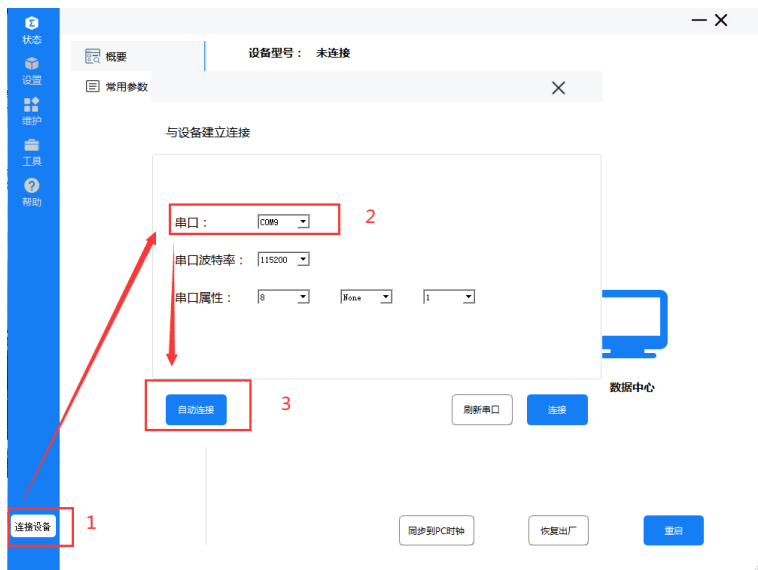 状态
设置
维护
工具
帮助
连接设备
1
概要
常用参数
设备型号： 未连接
与设备建立连接
串口： COM9
2
串口波特率： 115200
串口属性： 8 None 1
自动连接
3
刷新串口
连接
数据中心
同步到PC时钟
恢复出厂
重启